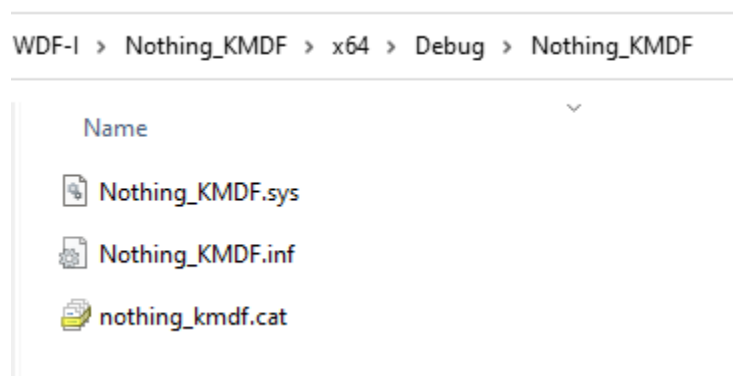 WDF-I > Nothing_KMDF > x64 > Debug > Nothing_KMDF
Name
Nothing_KMDF.sys
Nothing_KMDF.inf
nothing_kmdf.cat